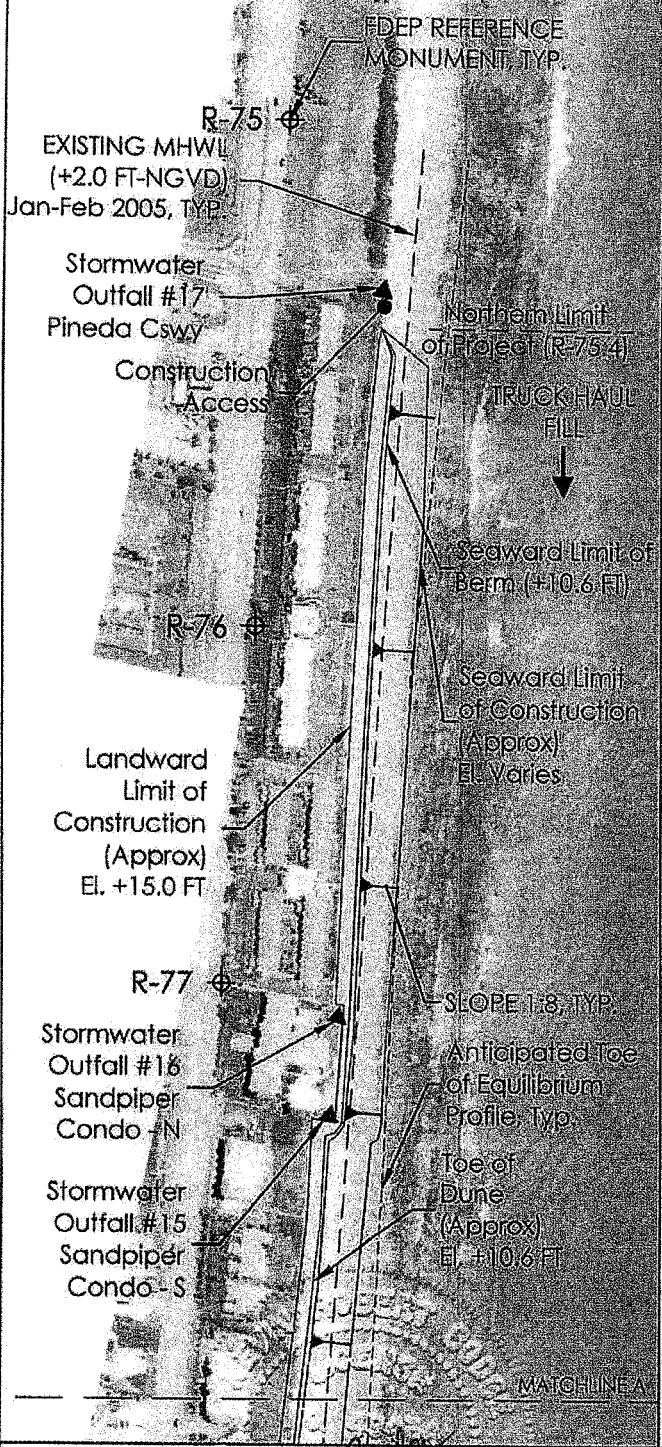 FDEP REFERENCE
MONUMENT, TYP.
R-75
EXISTING MHWL
(+2.0 FT-NGVD)
Jan-Feb 2005, TYP.
Stormwater
Outfall #17
Pineda Cswy
Northern Limit
of Project (R-75.4)
Construction
Access
TRUCK HAUL
FILL
Seaward Limit of
Berm (+10.6 FT)
R-76
Seaward Limit
of Construction
(Approx)
El. Varies
Landward
Limit of
Construction
(Approx)
El. +15.0 FT
R-77
SLOPE 1:8, TYP.
Stormwater
Outfall #16
Sandpiper
Condo - N
Anticipated Toe
of Equilibrium
Profile, Typ.
Toe of
Dune
(Approx)
El. +10.6 FT
Stormwater
Outfall #15
Sandpiper
Condo - S
MATCHLINE A